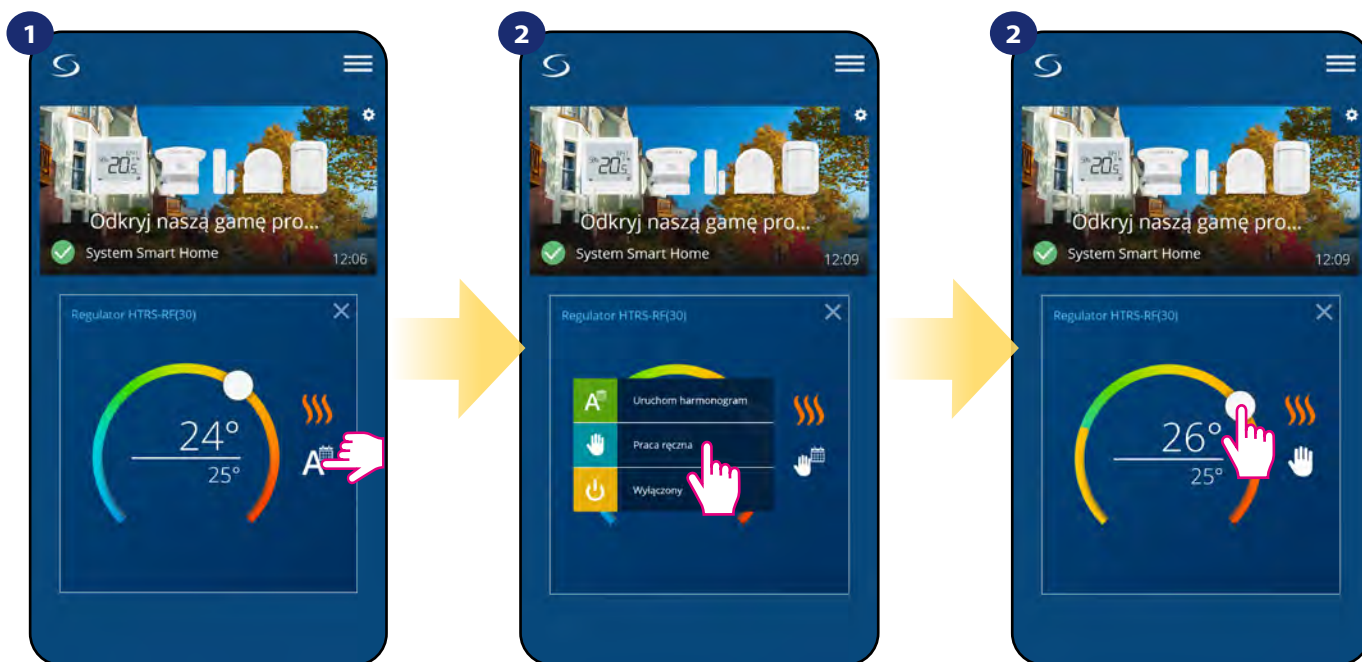 1
Odkryj naszą gamę pro...
System Smart Home
12:06
Regulator HTRS-RF(30)
24°
25°
A
2
Odkryj naszą gamę pro...
System Smart Home
12:09
Regulator HTRS-RF(30)
A
Uruchom harmonogram
Praca ręczna
Wyłączony
2
Odkryj naszą gamę pro...
System Smart Home
12:09
Regulator HTRS-RF(30)
26°
25°